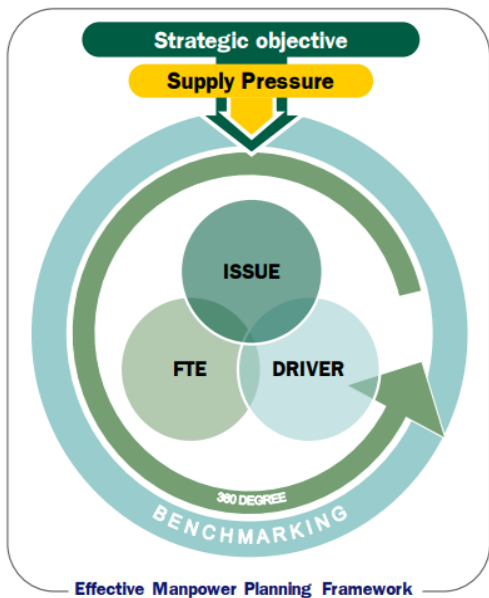 Strategic objective
Supply Pressure
ISSUE
FTE
DRIVER
360 DEGREE
BENCHMARKING
Effective Manpower Planning Framework